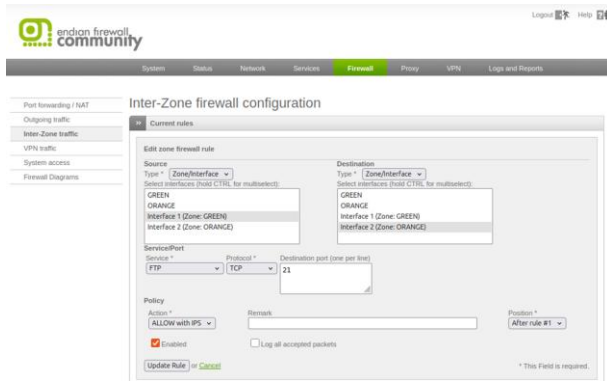 Logout Help
endian firewall
community
System Status Network Services Firewall Proxy VPN Logs and Reports
Port forwarding / NAT
Outgoing traffic
Inter-Zone traffic
VPN traffic
System access
Firewall Diagrams
Inter-Zone firewall configuration
Current rules
Edit zone firewall rule
Source Destination
Type * Zone/Interface Type * Zone/Interface
Select interfaces (hold CTRL for multiselect): Select interfaces (hold CTRL for multiselect):
GREEN GREEN
ORANGE ORANGE
Interface 1 (Zone: GREEN) Interface 1 (Zone: GREEN)
Interface 2 (Zone: ORANGE) Interface 2 (Zone: ORANGE)
Service/Port
Service * Protocol * Destination port (one per line)
FTP TCP 21
Policy
Action * Remark Position *
ALLOW with IPS After rule #1
Enabled Log all accepted packets
Update Rule or Cancel * This Field is required.